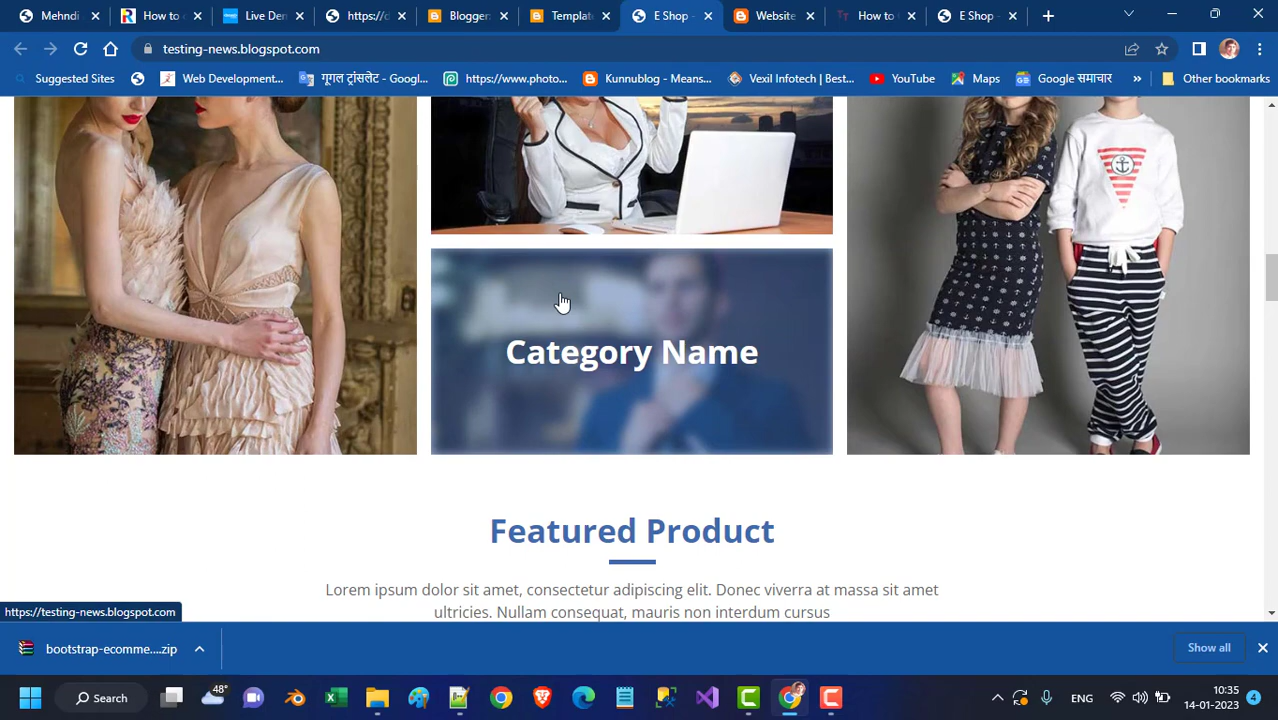 Mehndi
How to c
Live Dem
https://d
Blogger:
Template
E Shop -
Website
How to C
E Shop -
testing-news.blogspot.com
Suggested Sites
Web Development...
गूगल ट्रांसलेट - Googl...
https://www.photo...
Kunnublog - Means...
Vexil Infotech | Best...
YouTube
Maps
Google समाचार
Other bookmarks
Category Name
Featured Product
Lorem ipsum dolor sit amet, consectetur adipiscing elit. Donec viverra at massa sit amet
ultricies. Nullam consequat, mauris non interdum cursus
https://testing-news.blogspot.com
bootstrap-ecomme....zip
Show all
Search
48°
ENG
10:35
14-01-2023
4